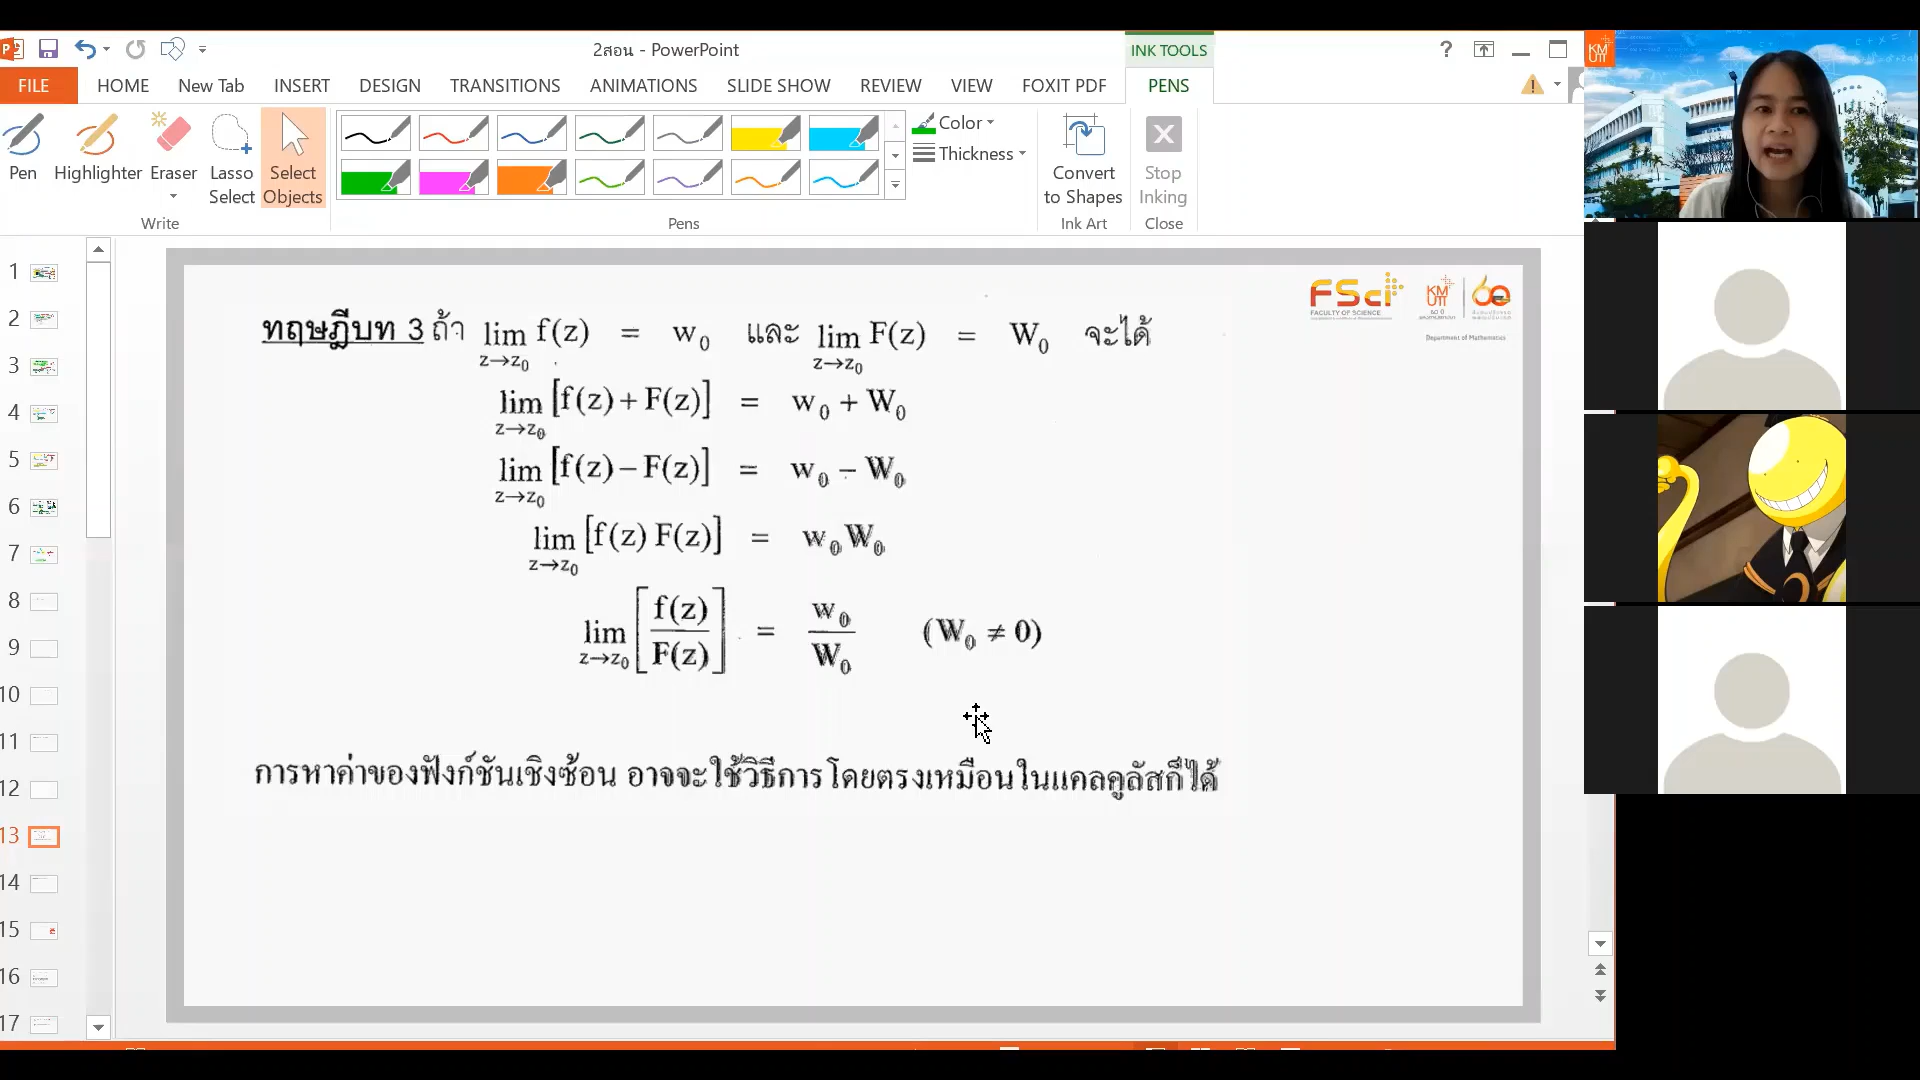 2สอน - PowerPoint
INK TOOLS
FILE HOME New Tab INSERT DESIGN TRANSITIONS ANIMATIONS SLIDE SHOW REVIEW VIEW FOXIT PDF PENS
Pen Highlighter Eraser Lasso Select Select Objects
Color
Thickness
Convert to Shapes
Stop Inking
Write Pens Ink Art Close
1
2
3
4
5
6
7
8
9
10
11
12
13
14
15
16
17
FSci
FACULTY OF SCIENCE
KMUTT
Department of Mathematics
ทฤษฎีบท 3 ถ้า lim z→z₀ f(z) = w₀ และ lim z→z₀ F(z) = W₀ จะได้
lim z→z₀ [f(z)+F(z)] = w₀ + W₀
lim z→z₀ [f(z)−F(z)] = w₀ − W₀
lim z→z₀ [f(z) F(z)] = w₀W₀
lim z→z₀ [f(z)/F(z)] = w₀/W₀ (W₀ ≠ 0)
การหาค่าของฟังก์ชันเชิงซ้อน อาจจะใช้วิธีการโดยตรงเหมือนในแคลคูลัสก็ได้
KMUTT